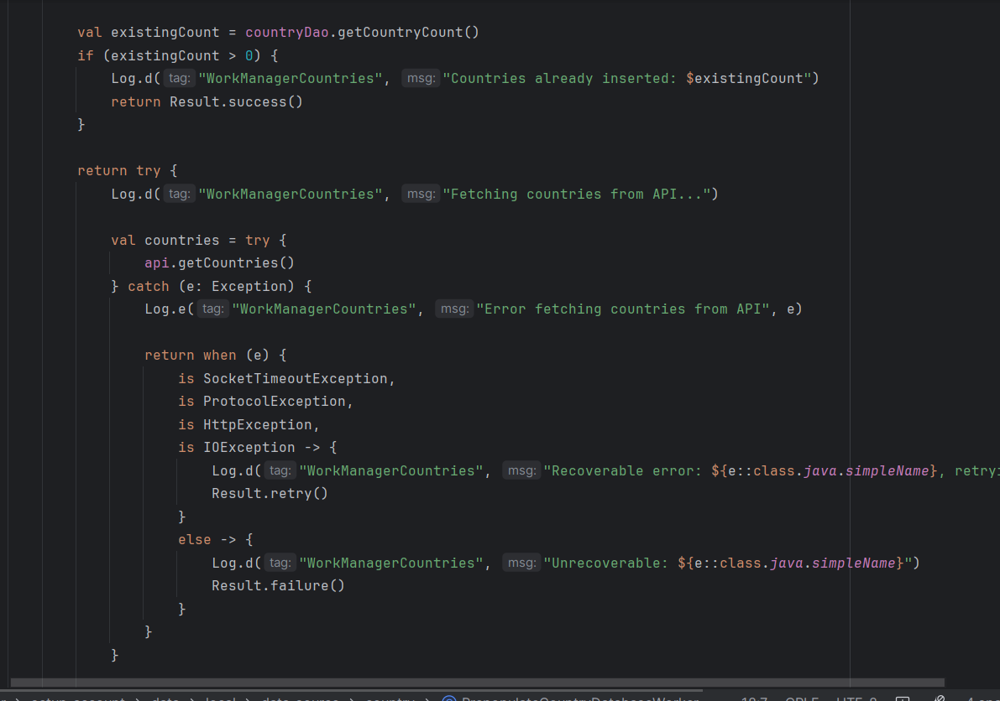 val existingCount = countryDao.getCountryCount()
if (existingCount > 0) {
Log.d( tag: "WorkManagerCountries", msg: "Countries already inserted: $existingCount")
return Result.success()
}
return try {
Log.d( tag: "WorkManagerCountries", msg: "Fetching countries from API...")
val countries = try {
api.getCountries()
} catch (e: Exception) {
Log.e( tag: "WorkManagerCountries", msg: "Error fetching countries from API", e)
return when (e) {
is SocketTimeoutException,
is ProtocolException,
is HttpException,
is IOException -> {
Log.d( tag: "WorkManagerCountries", msg: "Recoverable error: ${e::class.java.simpleName}, retry
Result.retry()
}
else -> {
Log.d( tag: "WorkManagerCountries", msg: "Unrecoverable: ${e::class.java.simpleName}")
Result.failure()
}
}
}